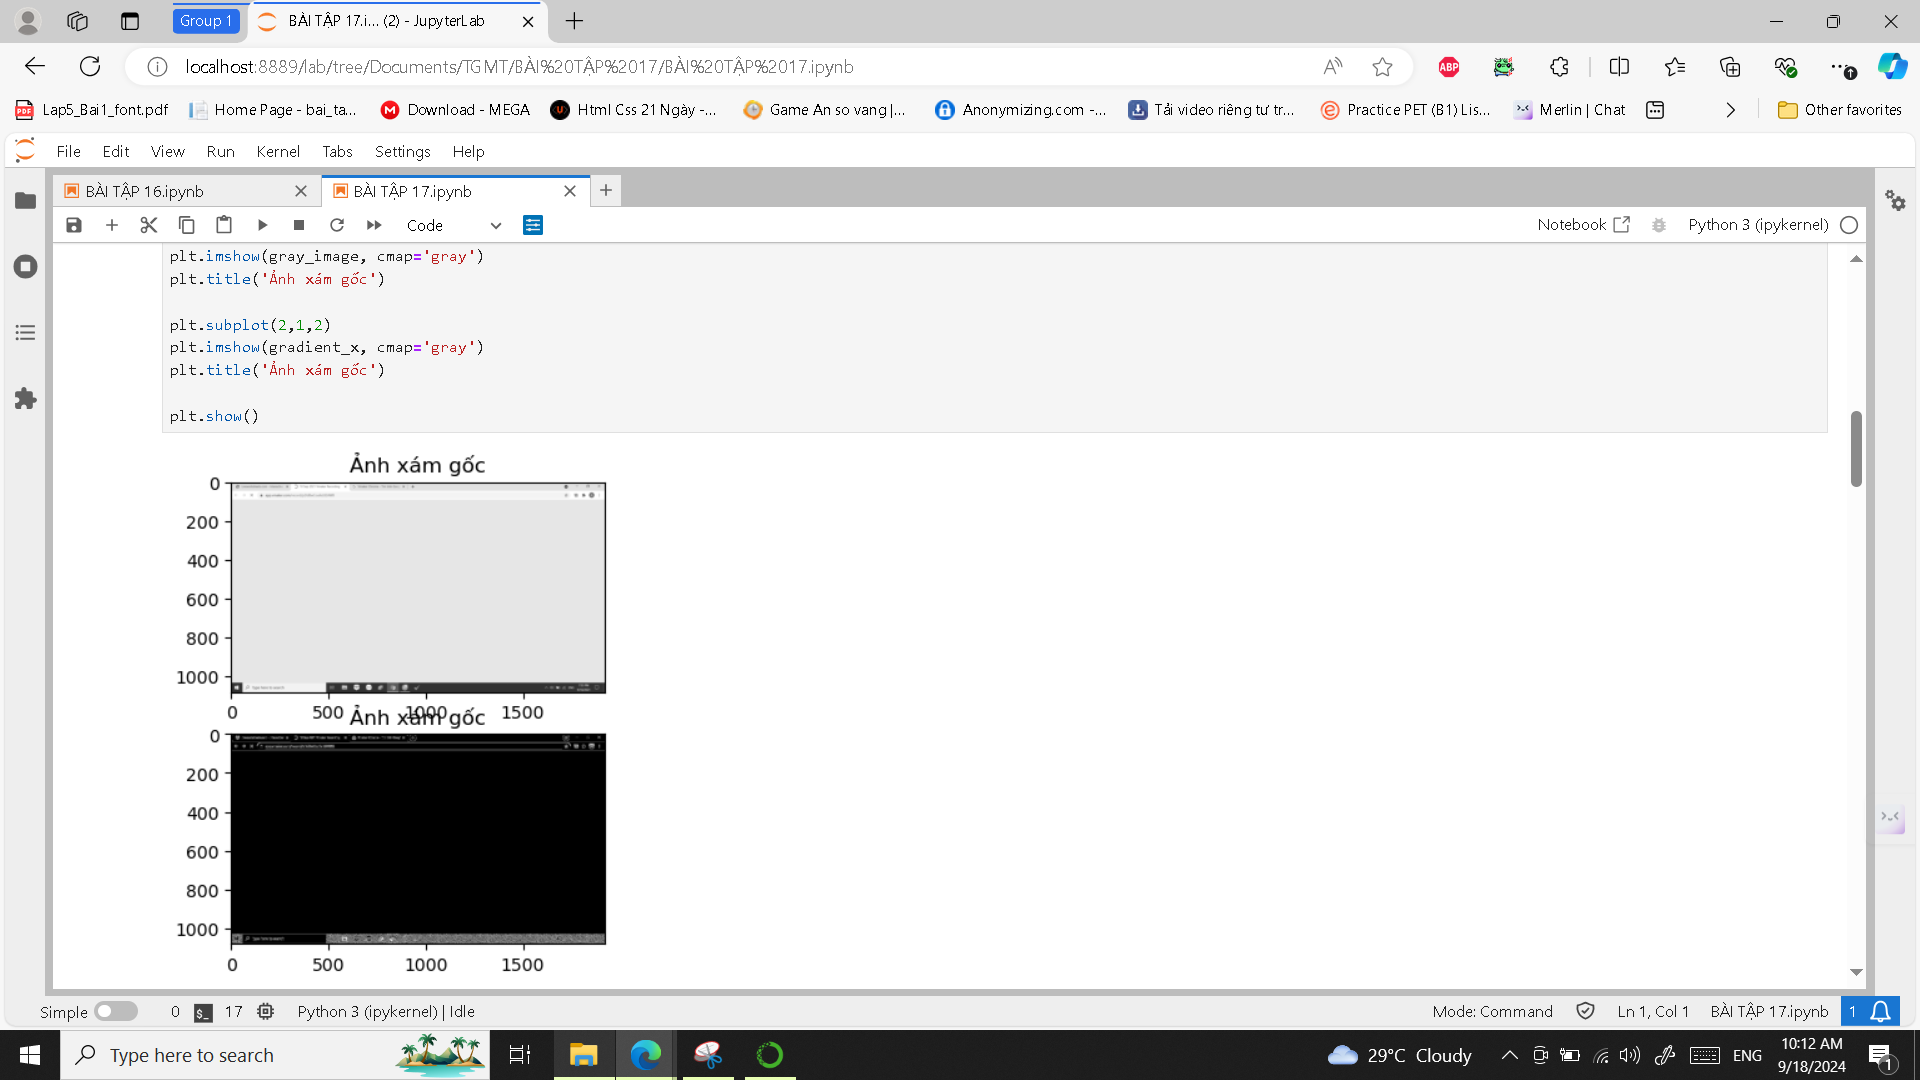 Group 1
BÀI TẬP 17.i... (2) - JupyterLab
localhost:8889/lab/tree/Documents/TGMT/BÀI%20TẬP%2017/BÀI%20TẬP%2017.ipynb
ABP
Lap5_Bai1_font.pdf
Home Page - bai_ta...
Download - MEGA
Html Css 21 Ngày -...
Game An so vang |...
Anonymizing.com -...
Tải video riêng tư tr...
Practice PET (B1) Lis...
Merlin | Chat
Other favorites
File Edit View Run Kernel Tabs Settings Help
BÀI TẬP 16.ipynb
BÀI TẬP 17.ipynb
Code
Notebook
Python 3 (ipykernel)
plt.imshow(gray_image, cmap='gray')
plt.title('Ảnh xám gốc')
plt.subplot(2,1,2)
plt.imshow(gradient_x, cmap='gray')
plt.title('Ảnh xám gốc')
plt.show()
Ảnh xám gốc
0
200
400
600
800
1000
0 500 1000 1500
Ảnh xám gốc
0
200
400
600
800
1000
0 500 1000 1500
Simple 0 $_ 17 Python 3 (ipykernel) | Idle
Mode: Command Ln 1, Col 1 BÀI TẬP 17.ipynb 1
Type here to search
29°C Cloudy
ENG
10:12 AM
9/18/2024
1